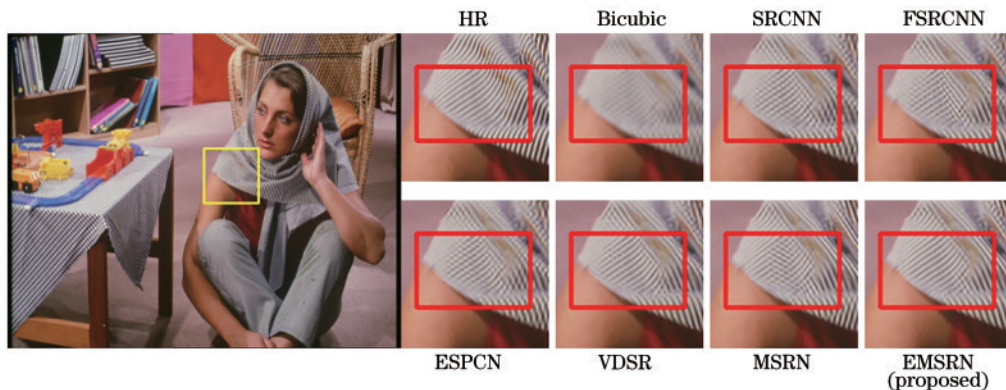 HR Bicubic SRCNN FSRCNN
ESPCN VDSR MSRN EMSRN
(proposed)